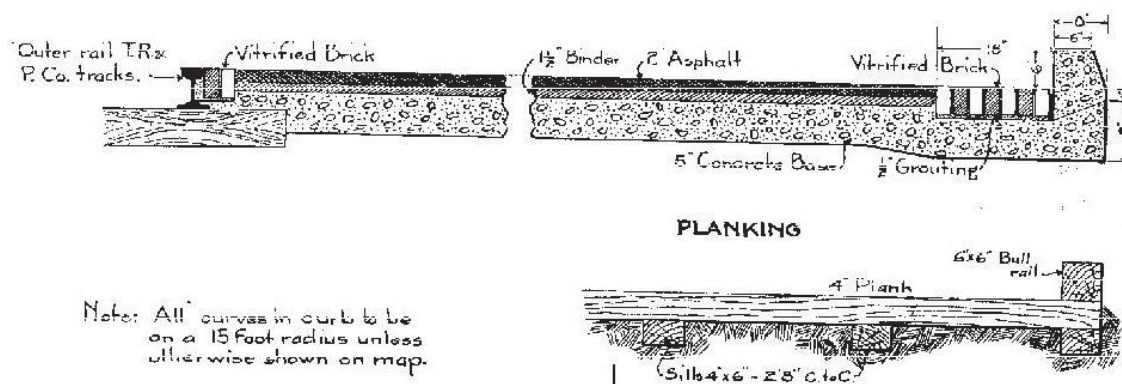 Outer rail T.R.&
P. Co. tracks.
Vitrified Brick
1½" Binder
2" Asphalt
Vitrified Brick
18"
6"
5" Concrete Base
½" Grouting
PLANKING
6"x6" Bull
rail
4" Plank
Sills 4"x6" - 2'8" C. to C.
Note: All curves in curb to be
on a 15 foot radius unless
otherwise shown on map.